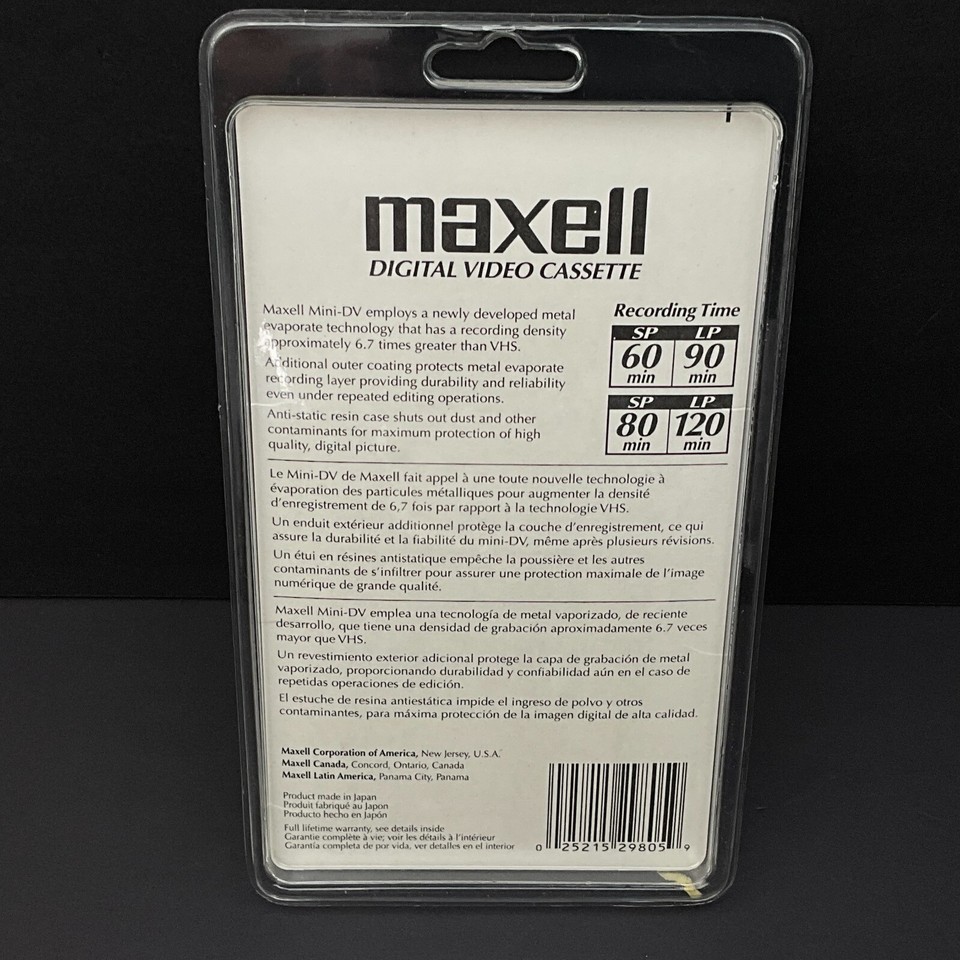 maxell
DIGITAL VIDEO CASSETTE
Maxell Mini-DV employs a newly developed metal
evaporate technology that has a recording density
approximately 6.7 times greater than VHS.
Additional outer coating protects metal evaporate
recording layer providing durability and reliability
even under repeated editing operations.
Anti-static resin case shuts out dust and other
contaminants for maximum protection of high
quality, digital picture.
Recording Time
SP LP
60 90
min min
SP LP
80 120
min min
Le Mini-DV de Maxell fait appel à une toute nouvelle technologie à
évaporation des particules métalliques pour augmenter la densité
d'enregistrement de 6,7 fois par rapport à la technologie VHS.
Un enduit extérieur additionnel protège la couche d'enregistrement, ce qui
assure la durabilité et la fiabilité du mini-DV, même après plusieurs révisions.
Un étui en résines antistatique empêche la poussière et les autres
contaminants de s'infiltrer pour assurer une protection maximale de l'image
numérique de grande qualité.
Maxell Mini-DV emplea una tecnología de metal vaporizado, de reciente
desarrollo, que tiene una densidad de grabación aproximadamente 6.7 veces
mayor que VHS.
Un revestimiento exterior adicional protege la capa de grabación de metal
vaporizado, proporcionando durabilidad y confiabilidad aún en el caso de
repetidas operaciones de edición.
El estuche de resina antiestática impide el ingreso de polvo y otros
contaminantes, para máxima protección de la imagen digital de alta calidad.
Maxell Corporation of America, New Jersey, U.S.A.
Maxell Canada, Concord, Ontario, Canada
Maxell Latin America, Panama City, Panama
Product made in Japan
Produit fabriqué au Japon
Producto hecho en Japón
Full lifetime warranty, see details inside
Garantie complète à vie; voir les détails à l'intérieur
Garantía completa de por vida, ver detalles en el interior
0 25215 29805 9